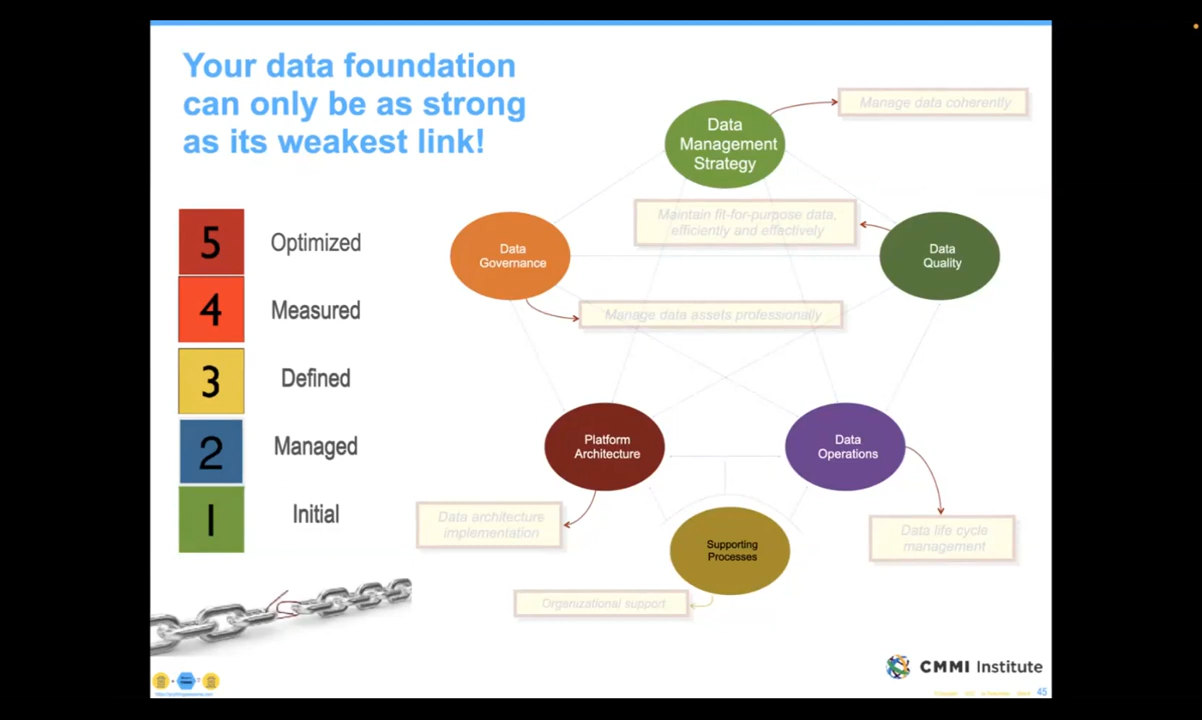 Your data foundation
can only be as strong
as its weakest link!
5 Optimized
4 Measured
3 Defined
2 Managed
1 Initial
Data
Management
Strategy
Manage data coherently
Maintain fit-for-purpose data,
efficiently and effectively
Data
Governance
Data
Quality
Manage data assets professionally
Platform
Architecture
Data
Operations
Data architecture
implementation
Supporting
Processes
Data life cycle
management
Organizational support
CMMI Institute
45